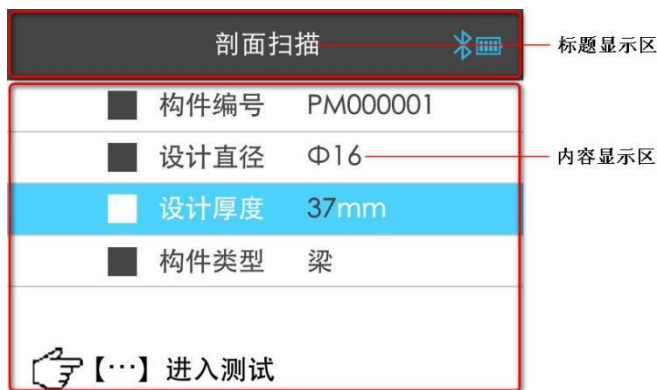 剖面扫描
标题显示区
构件编号 PM000001
设计直径 Φ16
内容显示区
设计厚度 37mm
构件类型 梁
【…】进入测试